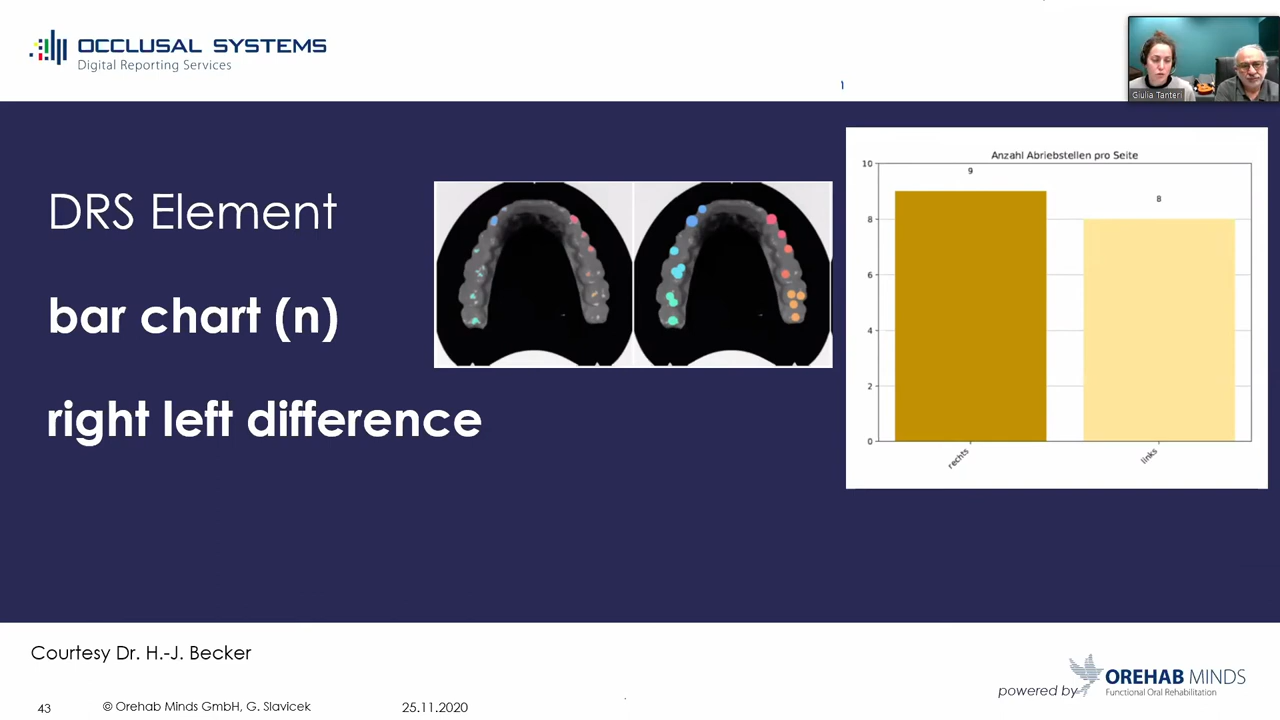 OCCLUSAL SYSTEMS
Digital Reporting Services
Giulia Tanteri
DRS Element
bar chart (n)
right left difference
Anzahl Abriebstellen pro Seite
10
8
6
4
2
0
9
8
rechts
links
Courtesy Dr. H.-J. Becker
powered by
OREHAB MINDS
Functional Oral Rehabilitation
43
© Orehab Minds GmbH, G. Slavicek
25.11.2020